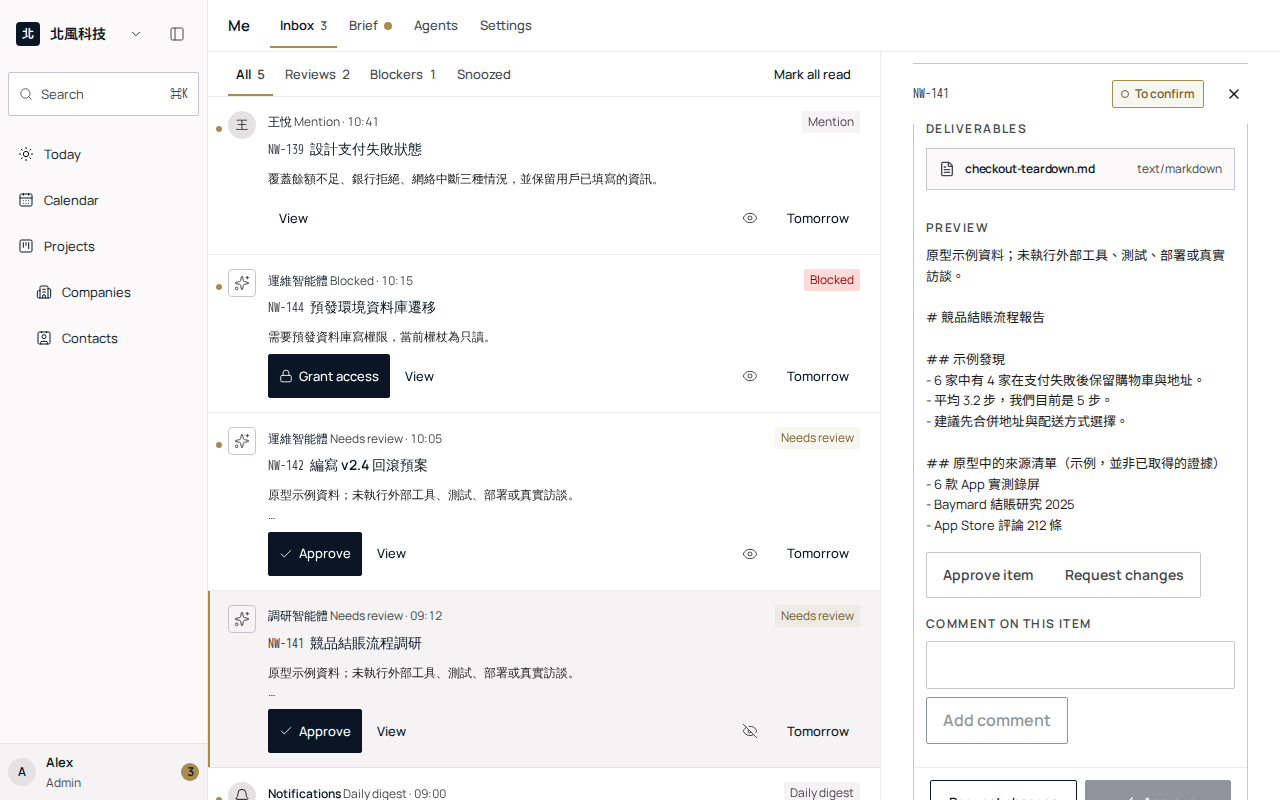 北 北風科技
Search ⌘K
Today
Calendar
Projects
Companies
Contacts
A Alex
Admin
3
Me Inbox 3 Brief Agents Settings
All 5 Reviews 2 Blockers 1 Snoozed Mark all read
王 王悅 Mention · 10:41 Mention
NW-139 設計支付失敗狀態
覆蓋餘額不足、銀行拒絕、網絡中斷三種情況，並保留用戶已填寫的資訊。
View Tomorrow
運維智能體 Blocked · 10:15 Blocked
NW-144 預發環境資料庫遷移
需要預發資料庫寫權限，當前權杖為只讀。
Grant access View Tomorrow
運維智能體 Needs review · 10:05 Needs review
NW-142 編寫 v2.4 回滾預案
原型示例資料；未執行外部工具、測試、部署或真實訪談。
...
Approve View Tomorrow
調研智能體 Needs review · 09:12 Needs review
NW-141 競品結賬流程調研
原型示例資料；未執行外部工具、測試、部署或真實訪談。
...
Approve View Tomorrow
Notifications Daily digest · 09:00 Daily digest
NW-141 To confirm
DELIVERABLES
checkout-teardown.md text/markdown
PREVIEW
原型示例資料；未執行外部工具、測試、部署或真實
訪談。
# 競品結賬流程報告
## 示例發現
- 6 家中有 4 家在支付失敗後保留購物車與地址。
- 平均 3.2 步，我們目前是 5 步。
- 建議先合併地址與配送方式選擇。
## 原型中的來源清單（示例，並非已取得的證據）
- 6 款 App 實測錄屏
- Baymard 結賬研究 2025
- App Store 評論 212 條
Approve item Request changes
COMMENT ON THIS ITEM
Add comment